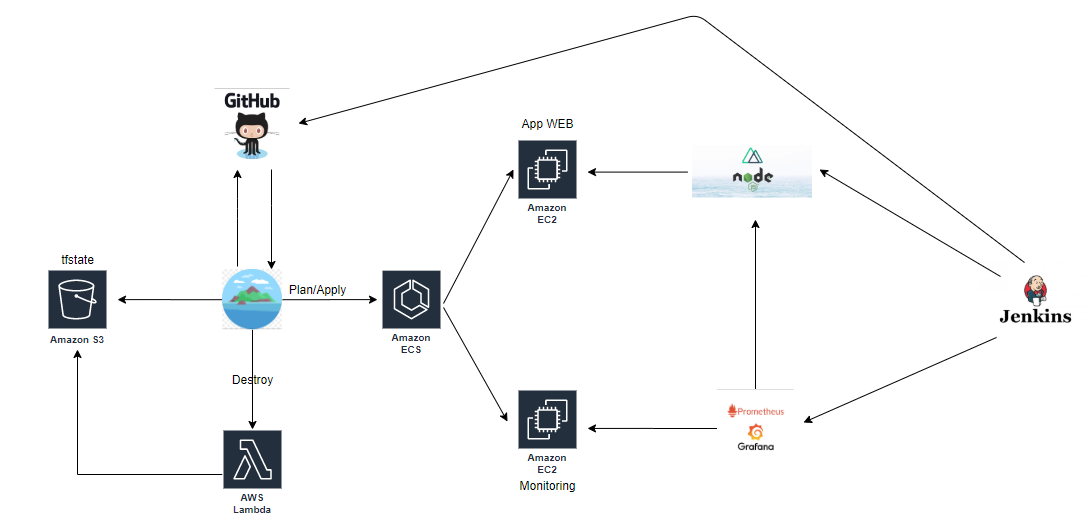 GitHub
App WEB
Amazon
EC2
node
JS
tfstate
Amazon S3
Plan/Apply
Amazon
ECS
Jenkins
Destroy
AWS
Lambda
Prometheus
Grafana
Amazon
EC2
Monitoring